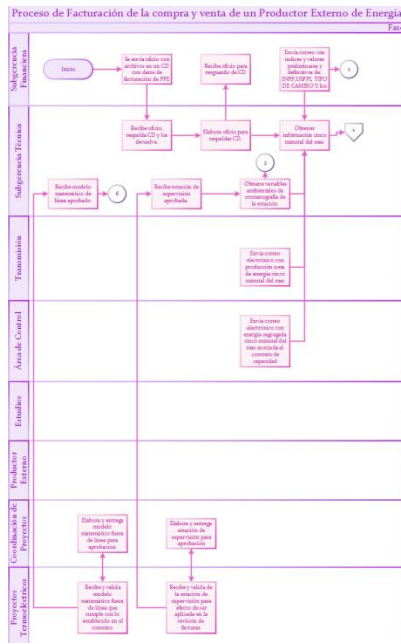 Proceso de Facturación de la compra y venta de un Productor Externo de Energía
Fase
Subgerencia
Financiera
Inicio
Se envía oficio con
archivos en un CD
con datos de
facturación de PPE
Recibe oficio para
resguardo de CD
Envía correo con
índices y valores
preliminares y
definitivos de
INPP, USPPI, TIPO
DE CAMBIO Y
Subgerencia Técnica
Recibe oficio,
respalda CD y los
devuelve.
Elabora oficio para
respaldar CD.
Obtener
información cinco
minutal del mes
1
Recibe modelo
matemático de
línea aprobado.
6
Recibe estación de
supervisión
aprobada.
Obtiene variables
ambientales de
cromatografía de la
estación.
Transmisión
Envía correo
electrónico con
producción neta
de energía cinco
minutal del mes
Área de Control
Envía correo
electrónico con
energía segregada
cinco minutal del
mes asociada al
contrato de
capacidad
Estudios
Productor
Externo
Coordinación de
Proyectos
Elabora y entrega
modelo
matemático fuera
de línea para
aprobación
Elabora y entrega
estación de
supervisión para
aprobación
Proyectos
Termoeléctricos
Recibe y valida
modelo
matemático fuera
de línea que
cumpla con lo
establecido en el
contrato
Recibe y valida de
la estación de
supervisión para
efecto de ser
aplicada en la
revisión de
facturas